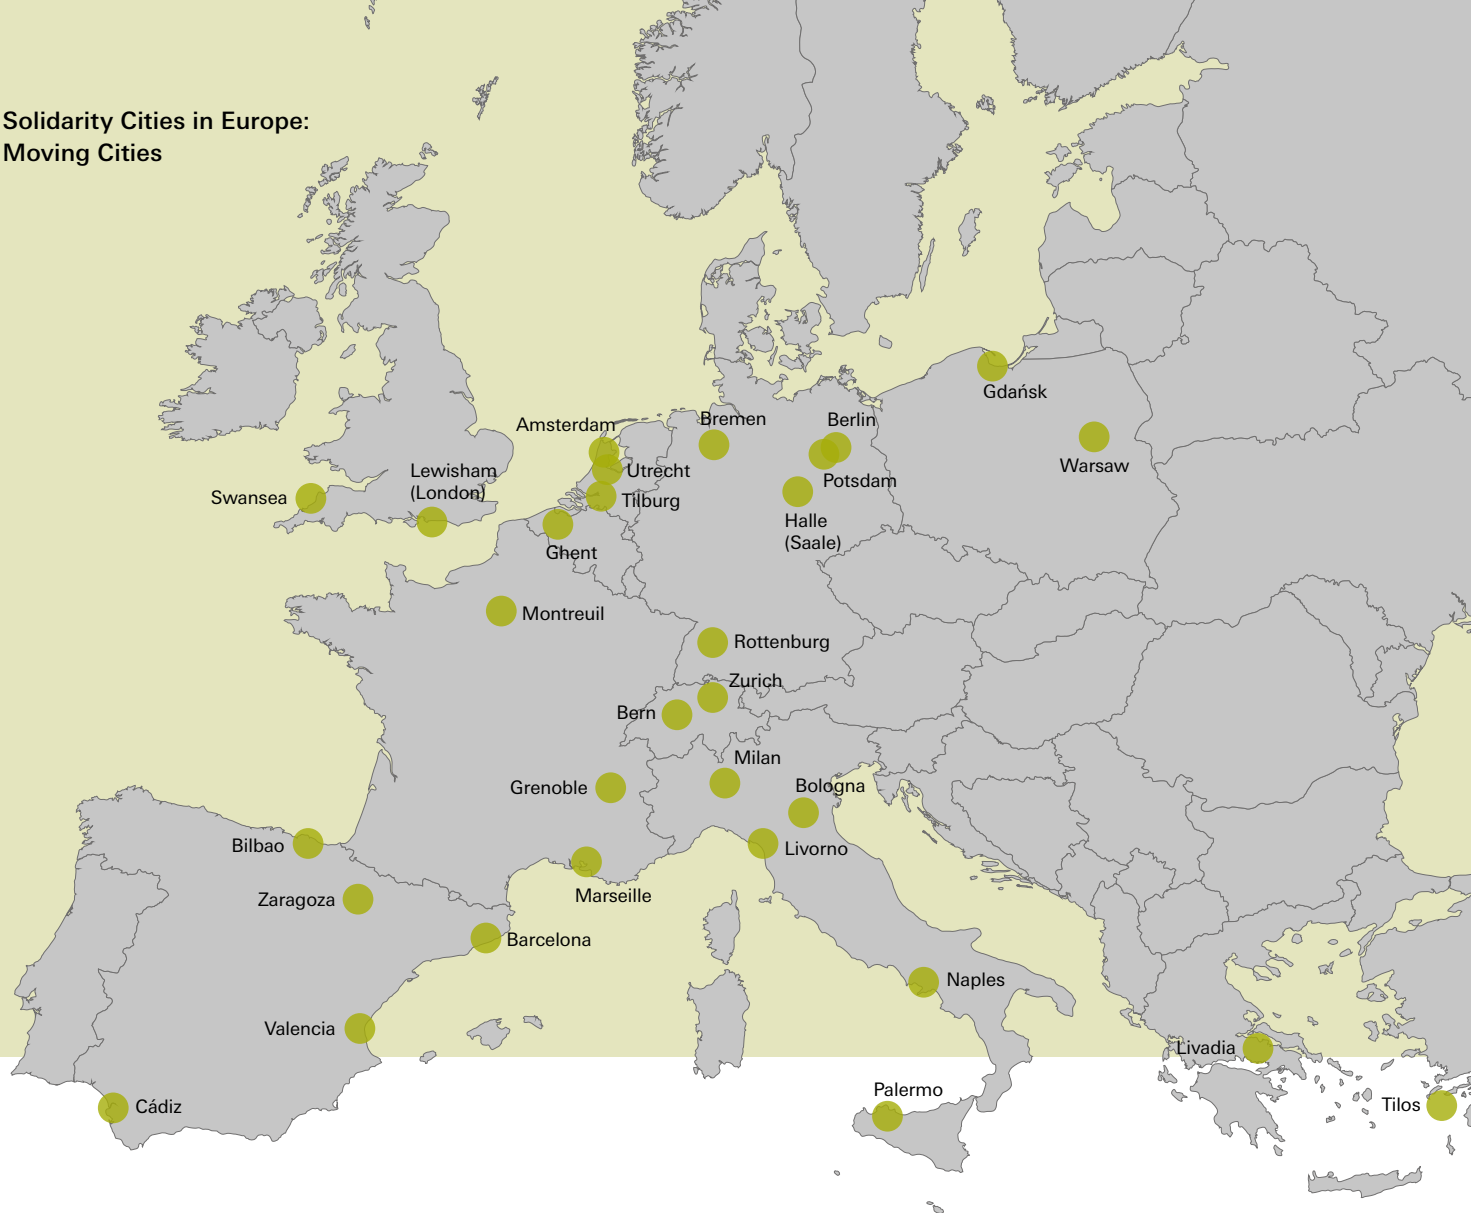 Solidarity Cities in Europe:
Moving Cities
Gdańsk
Amsterdam
Bremen
Berlin
Warsaw
Lewisham
(London)
Utrecht
Potsdam
Swansea
Tilburg
Halle
(Saale)
Ghent
Montreuil
Rottenburg
Zurich
Bern
Milan
Grenoble
Bologna
Bilbao
Livorno
Marseille
Zaragoza
Barcelona
Naples
Valencia
Livadia
Palermo
Tilos
Cádiz